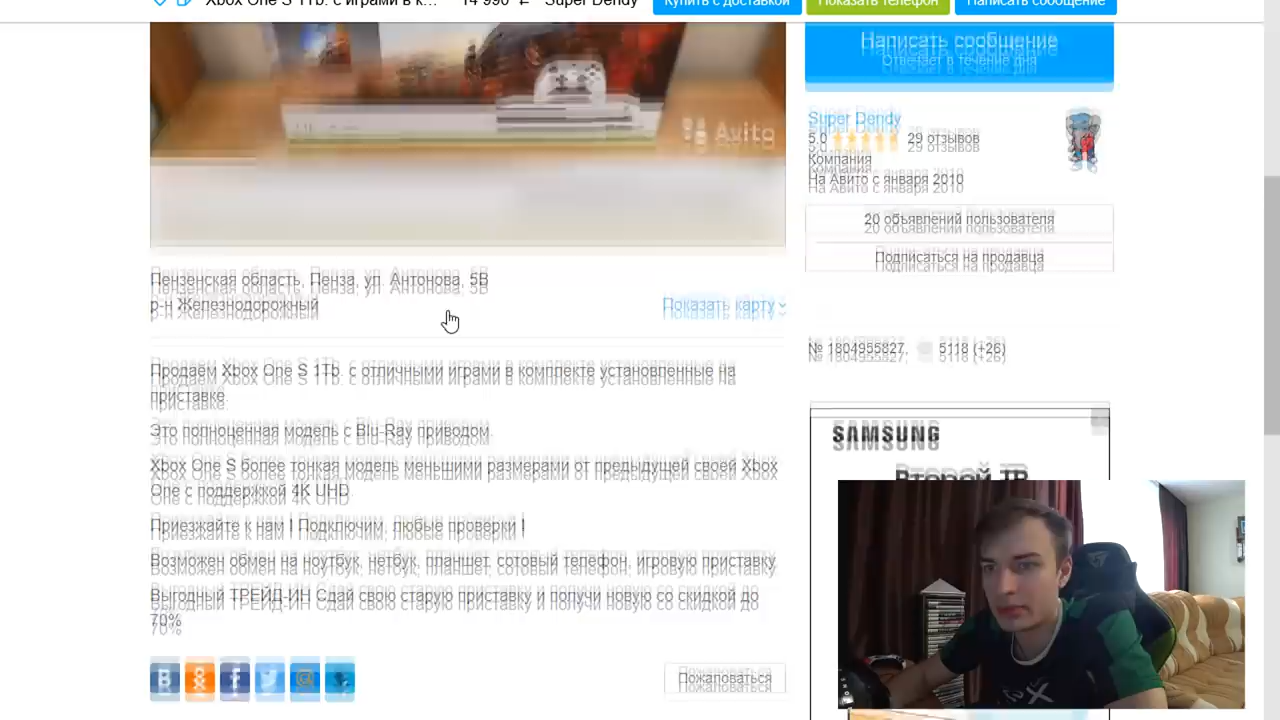 Xbox One S 1Tb. с играми в к... 14 990 ₽ Super Dendy Купить с доставкой Показать телефон Написать сообщение
Написать сообщение
Отвечает в течение дня
Avito
Super Dendy
5,0 29 отзывов
Компания
На Авито с января 2010
20 объявлений пользователя
Подписаться на продавца
Пензенская область, Пенза, ул. Антонова, 5В
р-н Железнодорожный
Показать карту
№ 1804955827, 5118 (+26)
Продаём Xbox One S 1Tb. с отличными играми в комплекте установленные на
приставке.
Это полноценная модель с Blu-Ray приводом.
Xbox One S более тонкая модель меньшими размерами от предыдущей своей Xbox
One с поддержкой 4K UHD
Приезжайте к нам ! Подключим, любые проверки !
Возможен обмен на ноутбук, нетбук, планшет, сотовый телефон, игровую приставку.
Выгодный ТРЕЙД-ИН Сдай свою старую приставку и получи новую со скидкой до
70%
Пожаловаться
SAMSUNG
Второй ТВ